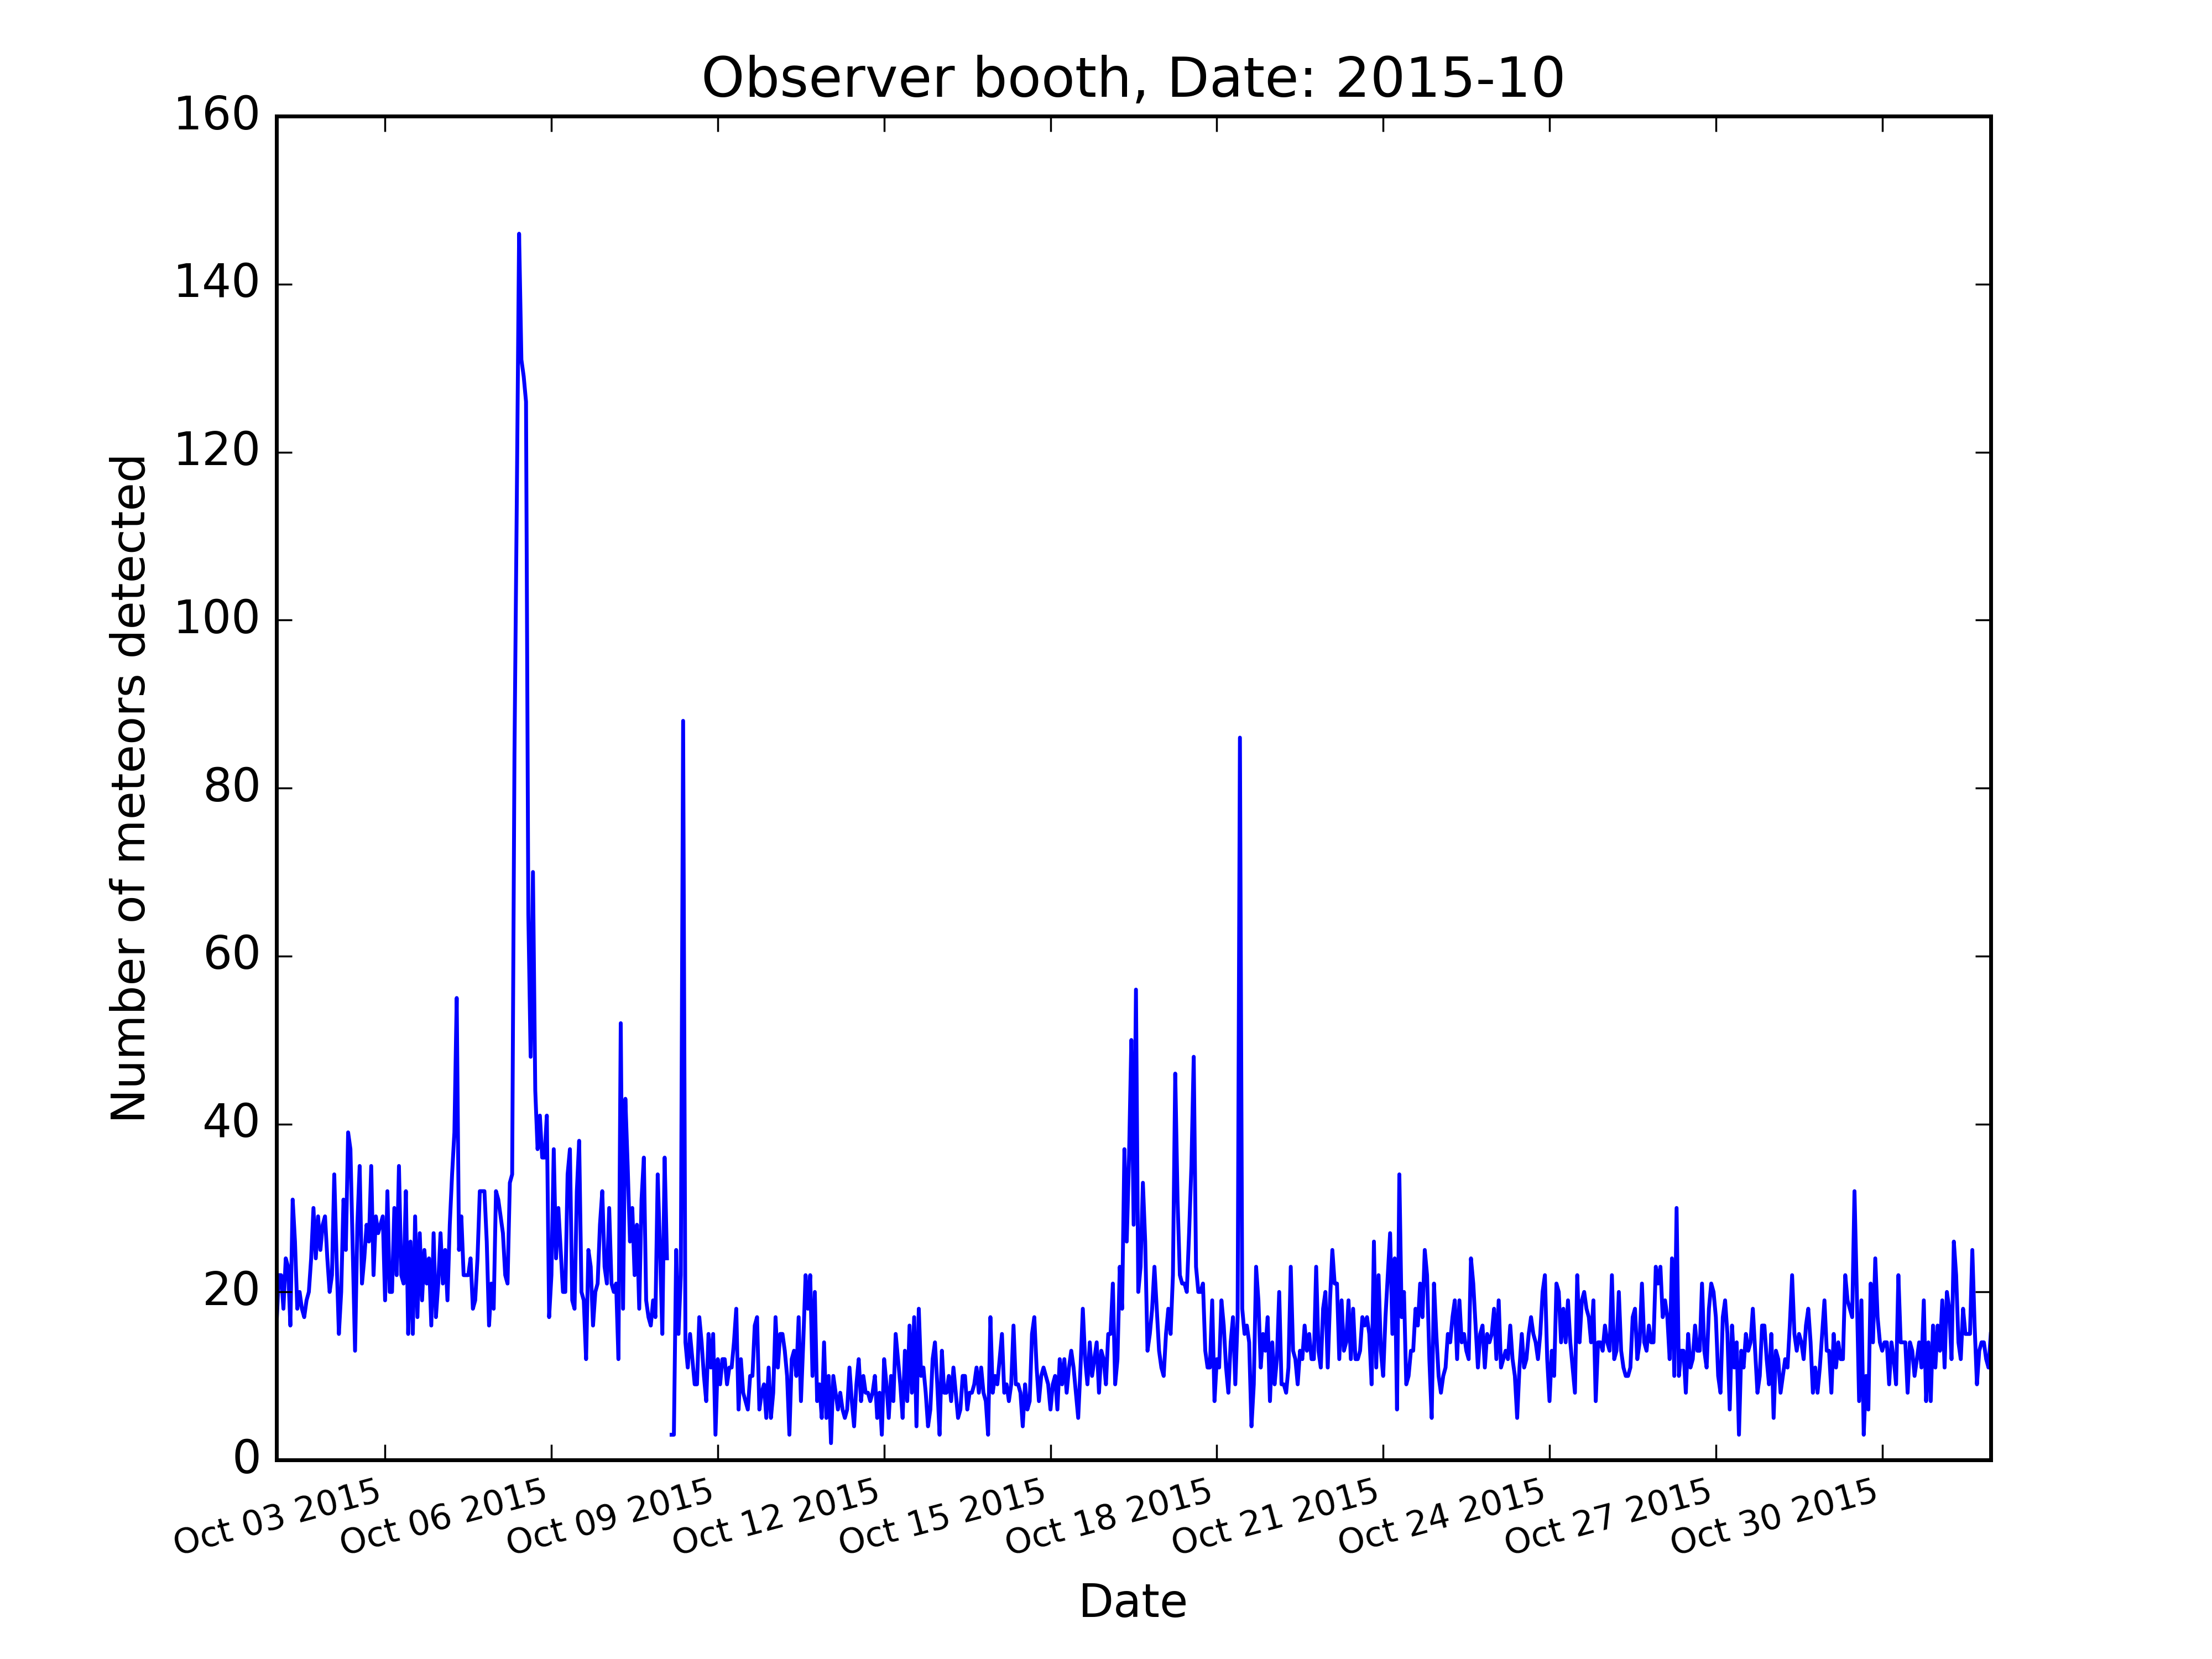 Observer booth, Date: 2015-10
Number of meteors detected
160
140
120
100
80
60
40
20
0
Oct 03 2015
Oct 06 2015
Oct 09 2015
Oct 12 2015
Oct 15 2015
Oct 18 2015
Oct 21 2015
Oct 24 2015
Oct 27 2015
Oct 30 2015
Date